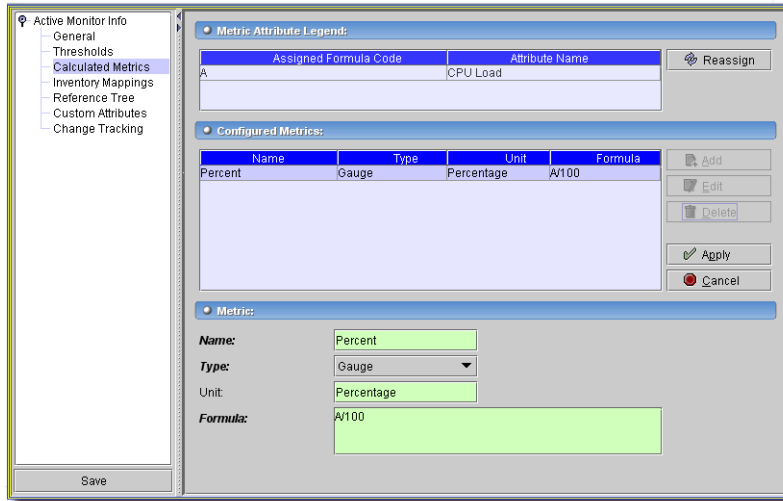 Active Monitor Info
General
Thresholds
Calculated Metrics
Inventory Mappings
Reference Tree
Custom Attributes
Change Tracking
Save
Metric Attribute Legend:
Assigned Formula Code Attribute Name
A CPU Load
Reassign
Configured Metrics:
Name Type Unit Formula
Percent Gauge Percentage A/100
Add
Edit
Delete
Apply
Cancel
Metric:
Name: Percent
Type: Gauge
Unit: Percentage
Formula: A/100